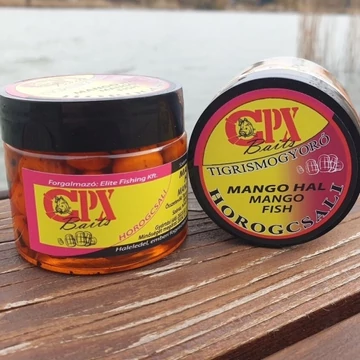 Forgalmazó: Elite Fishing Kft.
CPX
Baits
HOROGCSALI
CPX
Baits
TIGRISMOGYORÓ
MANGO HAL
MANGO
FISH
HOROGCSALI